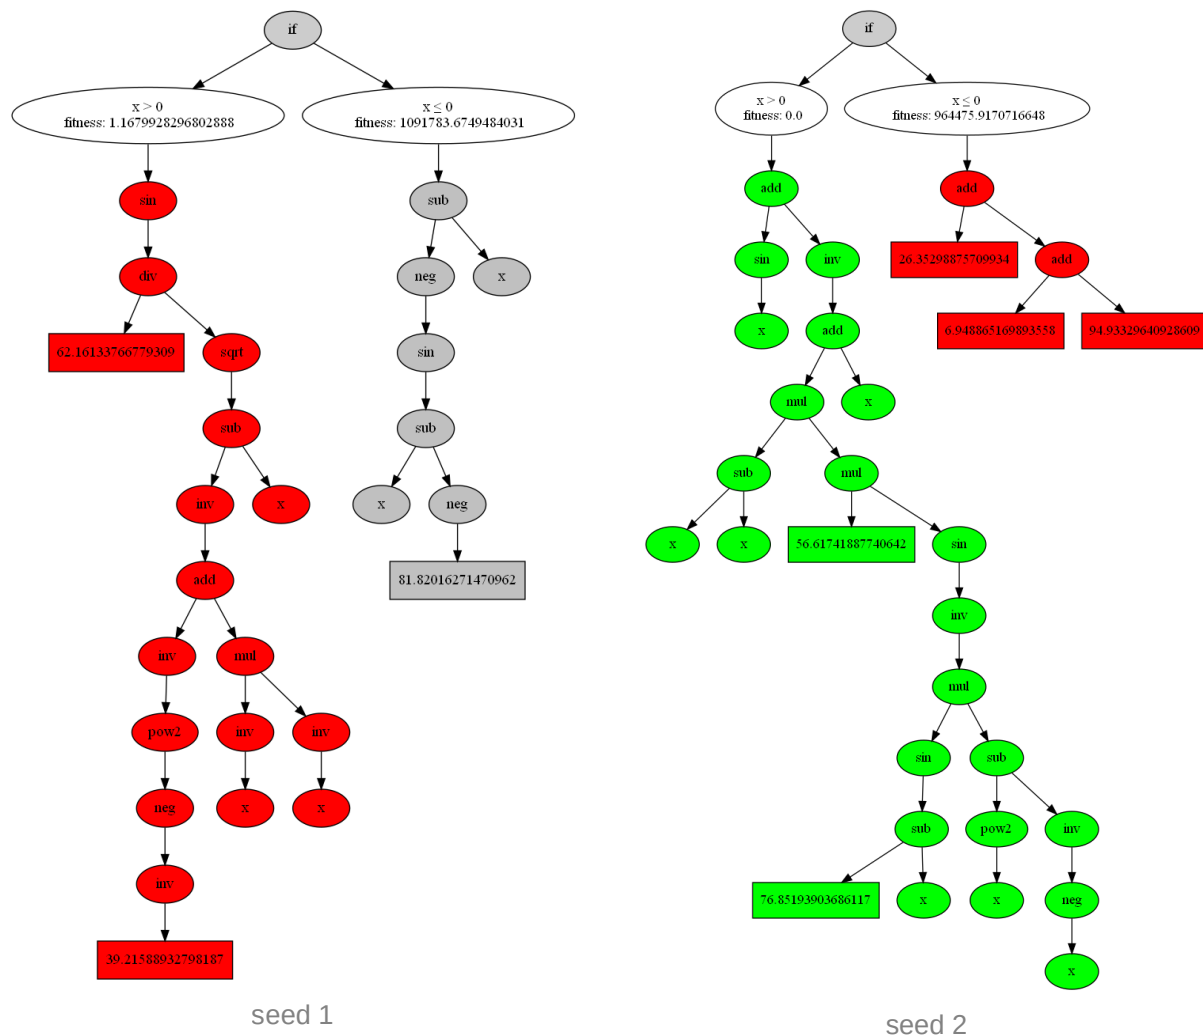 if
x > 0
fitness: 1.1679928296802888
x ≤ 0
fitness: 1091783.6749484031
sin
sub
div
neg
x
62.16133766779309
sqrt
sin
sub
sub
inv
x
x
neg
add
81.82016271470962
inv
mul
pow2
inv
inv
neg
x
x
inv
39.21588932798187
seed 1
if
x > 0
fitness: 0.0
x ≤ 0
fitness: 964475.9170716648
add
add
sin
inv
26.35298875709934
add
x
add
6.948865169893558
94.93329640928609
mul
x
sub
mul
x
x
56.61741887740642
sin
inv
mul
sin
sub
sub
pow2
inv
76.85193903686117
x
x
neg
x
seed 2